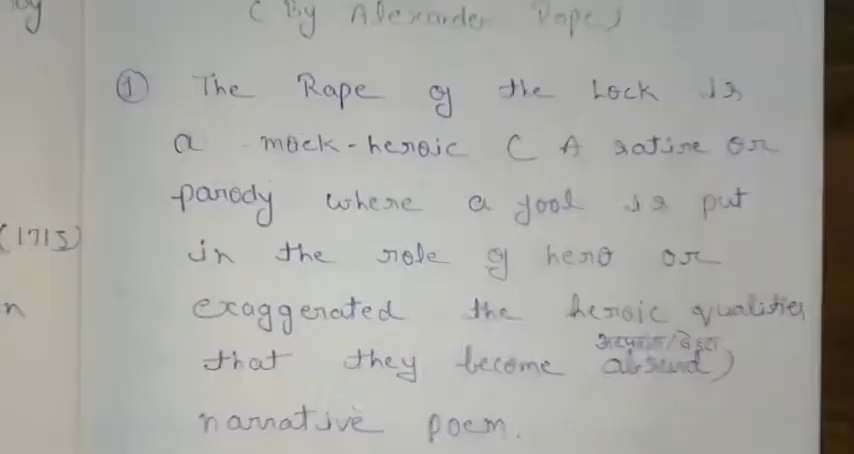 ( By Alexander Pope)
① The Rape of the Lock is
a mock-heroic ( A satire or
parody where a fool is put
(1715)
in the role of hero or
n
exaggerated the heroic qualities
that they become absurd)
narrative poem.